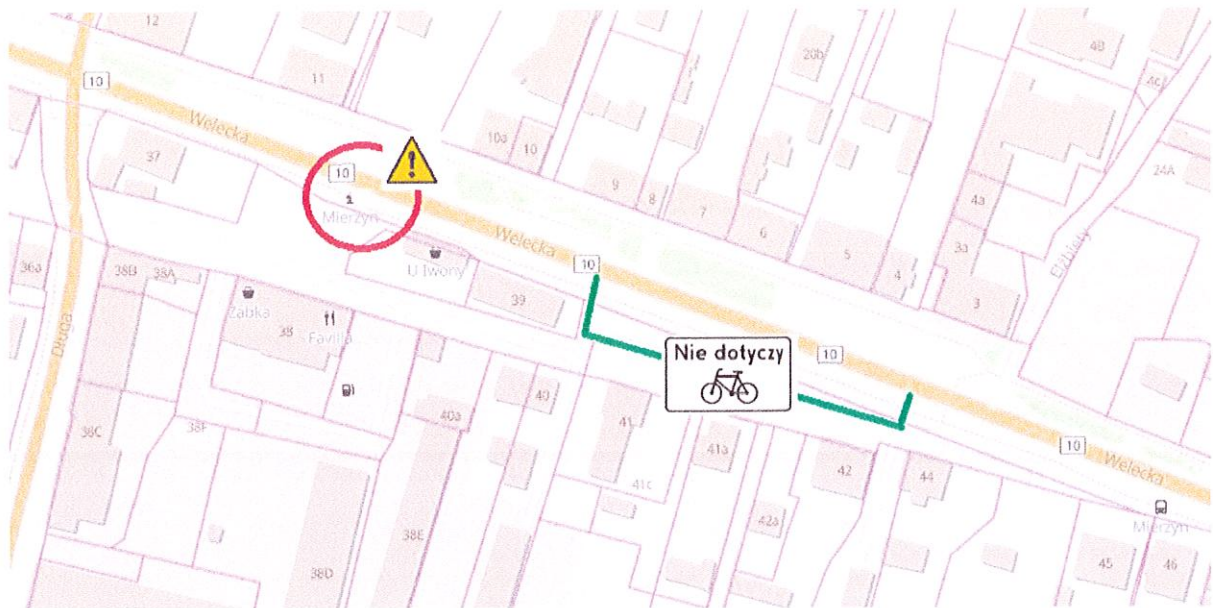 12
11
10
Welecka
37
10
Mierzyn
10a
10
9
8
7
6
20b
4B
4c
24A
4a
3a
3
5
4
Welecka
10
U Iwony
39
36a
38B
38A
Żabka
38
Favilla
Długa
Nie dotyczy
10
10
Welecka
Mierzyn
40
40a
41
41a
41c
42
42a
44
45
46
38C
38F
38E
38D